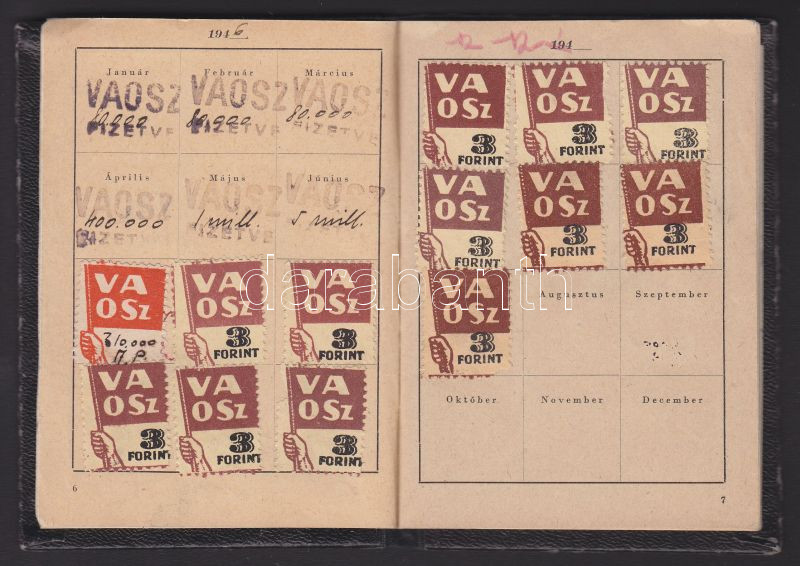 1946
Január Február Március
VAOSZ VAOSZ VAOSZ
80.000 80.000
FIZETVE FIZETVE FIZETVE
Április Május Június
VAOSZ VAOSZ VAOSZ
400.000 1 mill. 5 mill.
FIZETVE FIZETVE
VA OSz
VA OSz 3 FORINT
VA OSz 3 FORINT
310,000
M.P.
VA OSz 3 FORINT
VA OSz 3 FORINT
VA OSz 3 FORINT
6
194
VA OSz 3 FORINT
VA OSz 3 FORINT
VA OSz 3 FORINT
VA OSz 3 FORINT
VA OSz 3 FORINT
VA OSz 3 FORINT
VA OSz 3 FORINT
Augusztus Szeptember
Október November December
7
darabanth